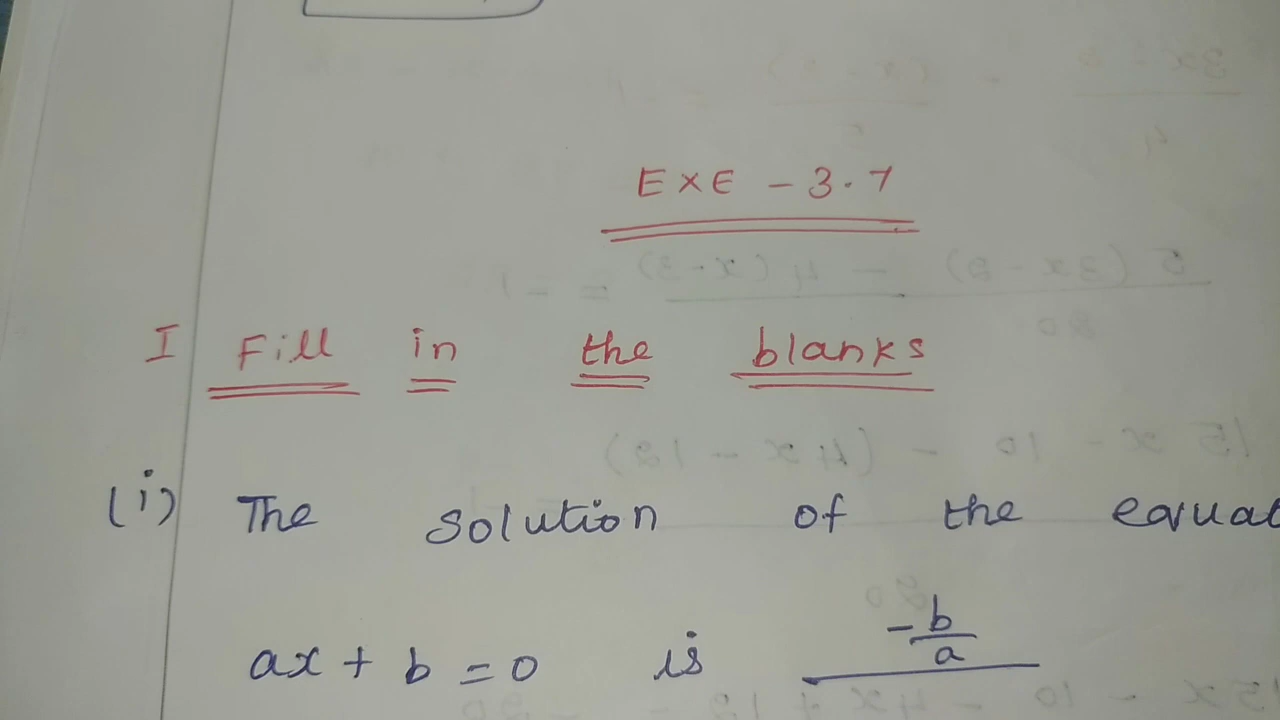 EXE - 3.7
I Fill in the blanks
(i) The solution of the equat
ax + b = 0 is -b/a